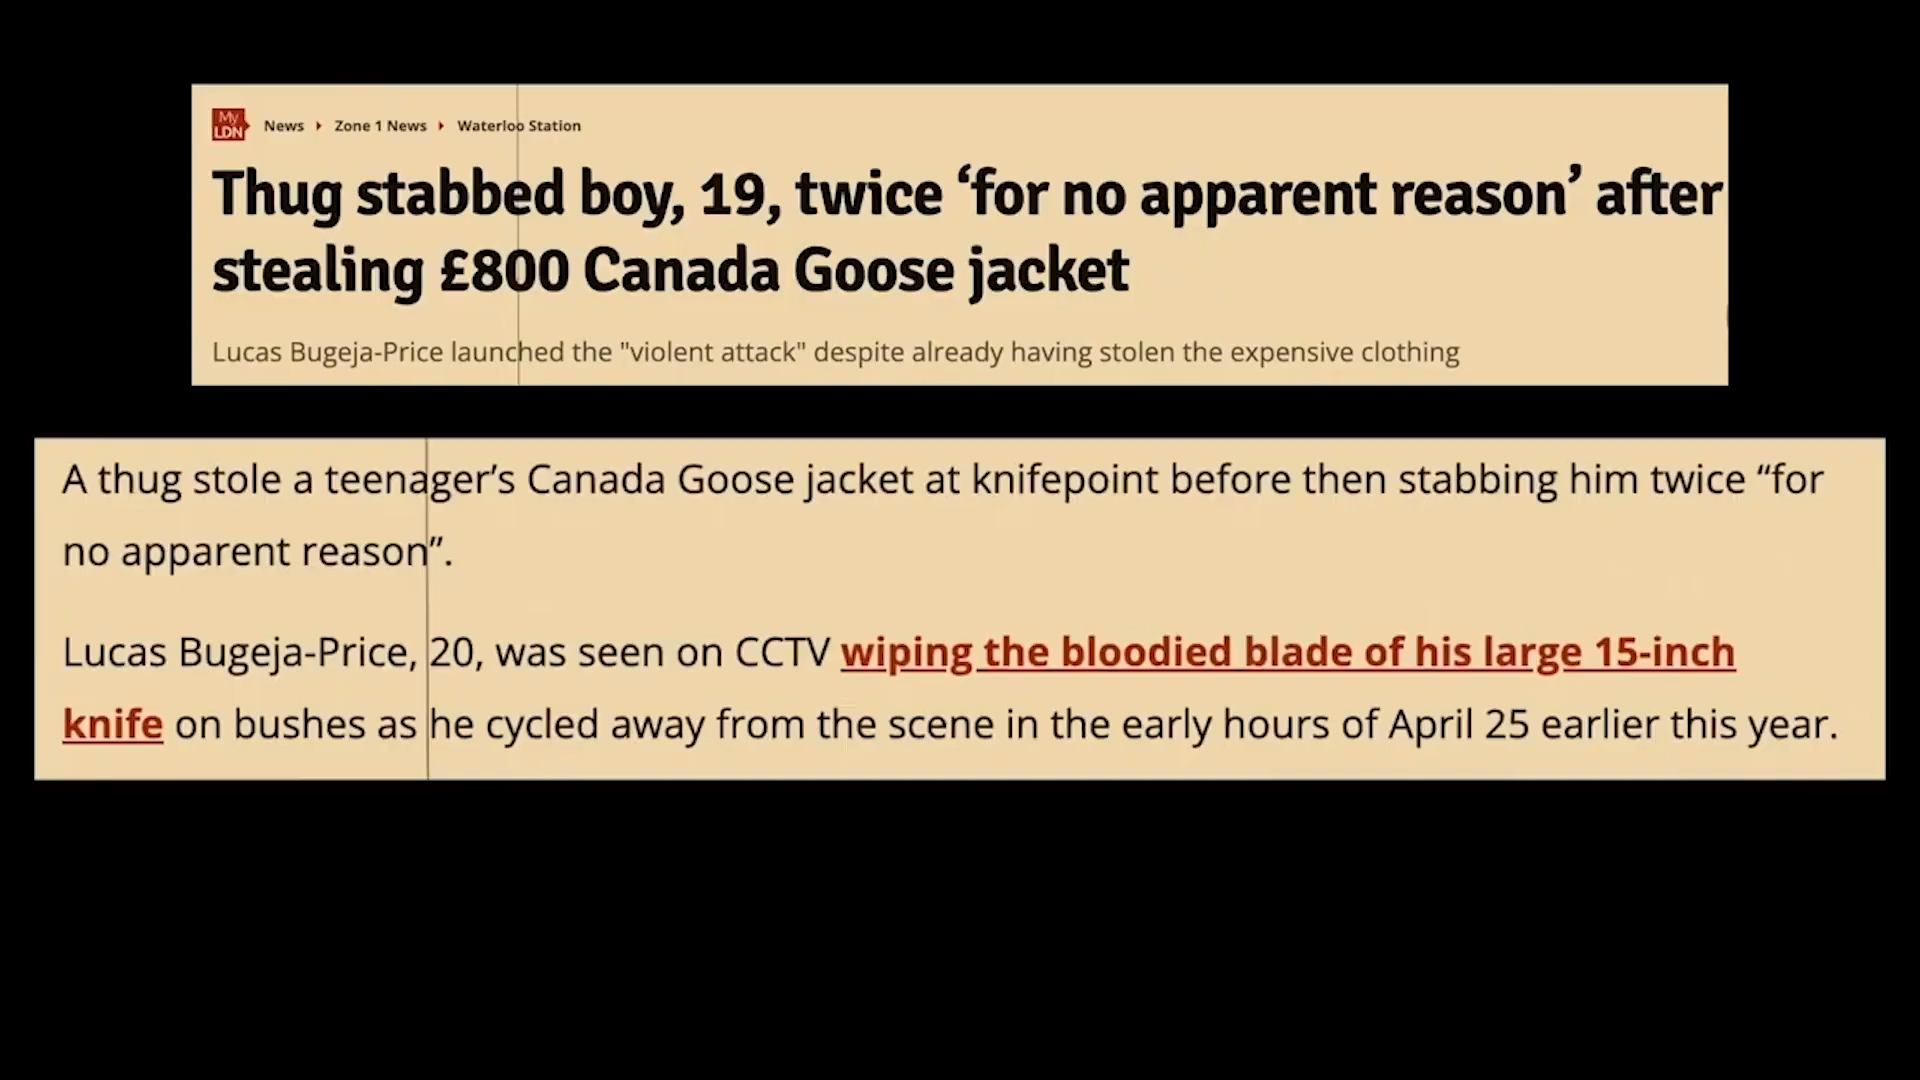 My
LDN
News Zone 1 News Waterloo Station
Thug stabbed boy, 19, twice ‘for no apparent reason’ after
stealing £800 Canada Goose jacket
Lucas Bugeja-Price launched the "violent attack" despite already having stolen the expensive clothing
A thug stole a teenager’s Canada Goose jacket at knifepoint before then stabbing him twice “for
no apparent reason”.
Lucas Bugeja-Price, 20, was seen on CCTV wiping the bloodied blade of his large 15-inch
knife on bushes as he cycled away from the scene in the early hours of April 25 earlier this year.